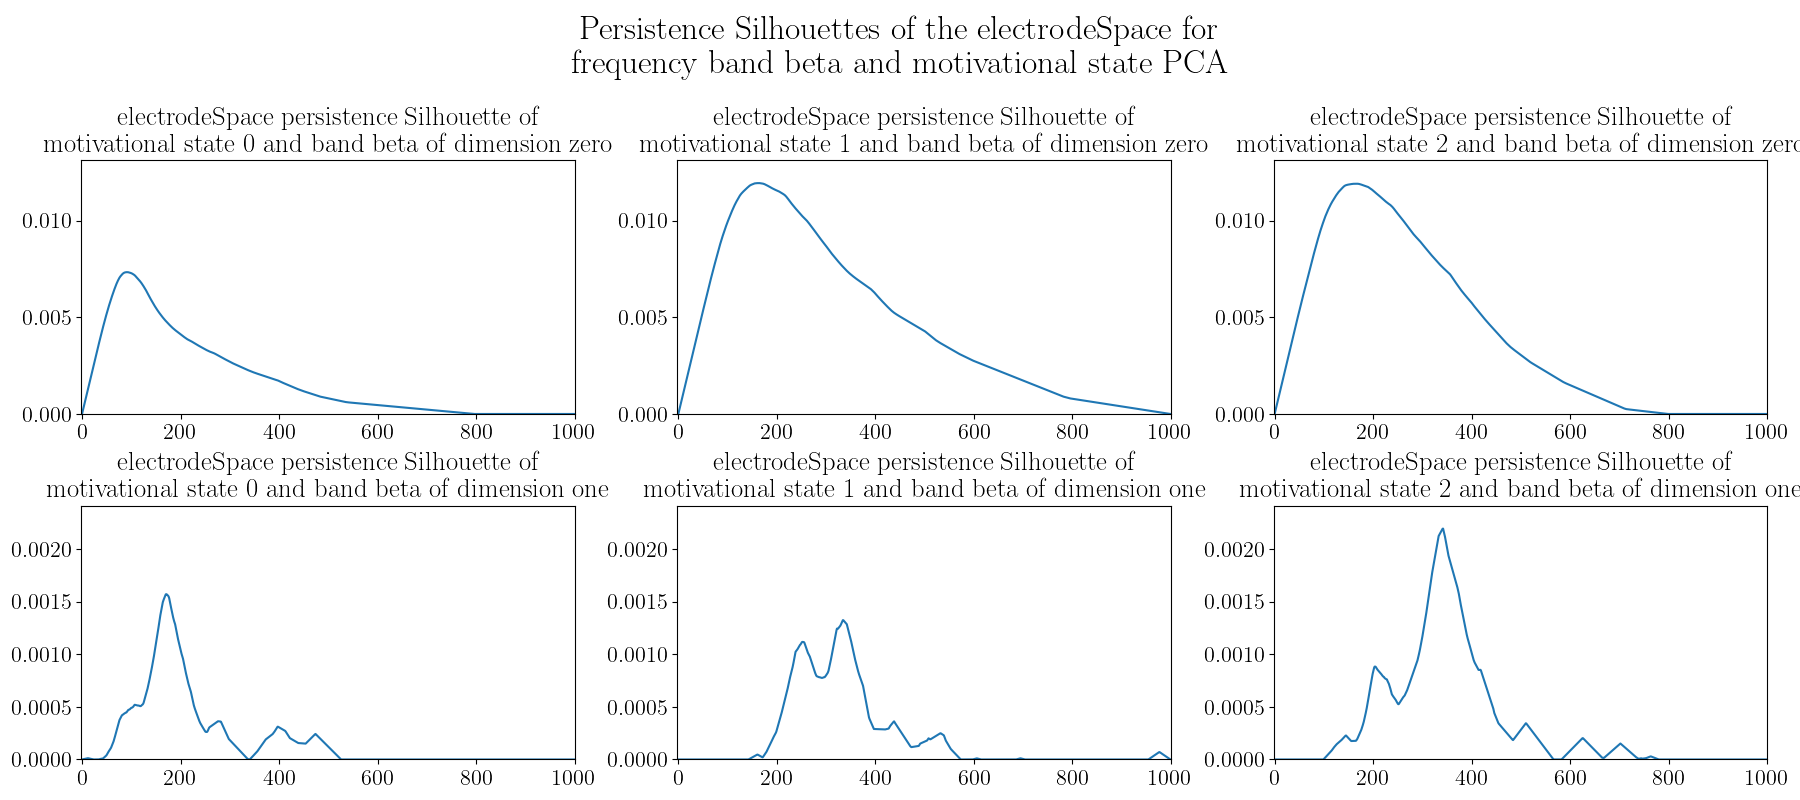 Persistence Silhouettes of the electrodeSpace for
frequency band beta and motivational state PCA
electrodeSpace persistence Silhouette of
motivational state 0 and band beta of dimension zero
0.010
0.005
0.000
0 200 400 600 800 1000
electrodeSpace persistence Silhouette of
motivational state 1 and band beta of dimension zero
0.010
0.005
0.000
0 200 400 600 800 1000
electrodeSpace persistence Silhouette of
motivational state 2 and band beta of dimension zero
0.010
0.005
0.000
0 200 400 600 800 1000
electrodeSpace persistence Silhouette of
motivational state 0 and band beta of dimension one
0.0020
0.0015
0.0010
0.0005
0.0000
0 200 400 600 800 1000
electrodeSpace persistence Silhouette of
motivational state 1 and band beta of dimension one
0.0020
0.0015
0.0010
0.0005
0.0000
0 200 400 600 800 1000
electrodeSpace persistence Silhouette of
motivational state 2 and band beta of dimension one
0.0020
0.0015
0.0010
0.0005
0.0000
0 200 400 600 800 1000